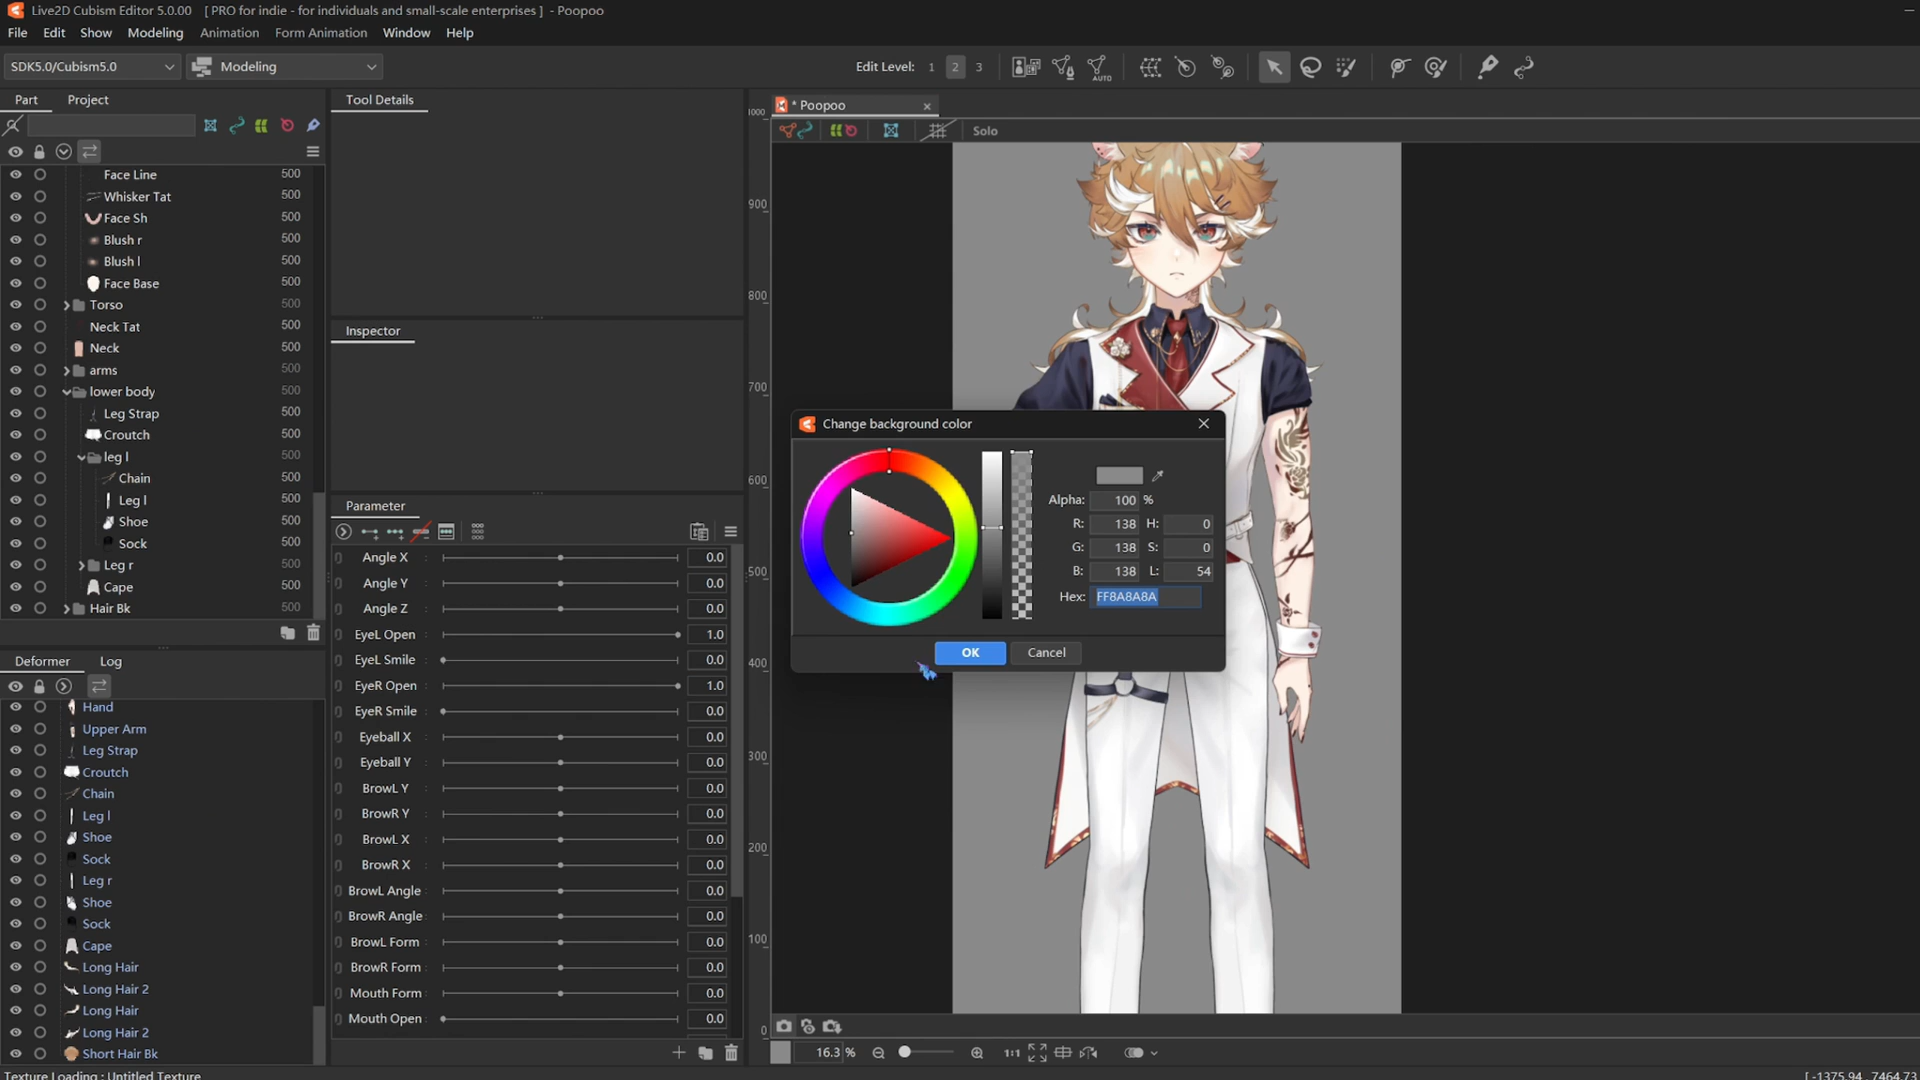 Live2D Cubism Editor 5.0.00 [ PRO for indie - for individuals and small-scale enterprises ] - Poopoo
File Edit Show Modeling Animation Form Animation Window Help
SDK5.0/Cubism5.0 Modeling Edit Level: 1 2 3 AUTO
Part Project
Face Line 500
Whisker Tat 500
Face Sh 500
Blush r 500
Blush l 500
Face Base 500
Torso 500
Neck Tat 500
Neck 500
arms 500
lower body 500
Leg Strap 500
Croutch 500
leg l 500
Chain 500
Leg l 500
Shoe 500
Sock 500
Leg r 500
Cape 500
Hair Bk 500
Deformer Log
Hand
Upper Arm
Leg Strap
Croutch
Chain
Leg l
Shoe
Sock
Leg r
Shoe
Sock
Cape
Long Hair
Long Hair 2
Long Hair
Long Hair 2
Short Hair Bk
Texture Loading : Untitled Texture
Tool Details
Inspector
Parameter
Angle X : 0.0
Angle Y : 0.0
Angle Z : 0.0
EyeL Open : 1.0
EyeL Smile : 0.0
EyeR Open : 1.0
EyeR Smile : 0.0
Eyeball X : 0.0
Eyeball Y : 0.0
BrowL Y : 0.0
BrowR Y : 0.0
BrowL X : 0.0
BrowR X : 0.0
BrowL Angle : 0.0
BrowR Angle : 0.0
BrowL Form : 0.0
BrowR Form : 0.0
Mouth Form : 0.0
Mouth Open : 0.0
* Poopoo
Solo
1000
900
800
700
600
500
400
300
200
100
0
Change background color
Alpha: 100 %
R: 138 H: 0
G: 138 S: 0
B: 138 L: 54
Hex: FF8A8A8A
OK Cancel
16.3 % 1:1
[ -1375.94 , 7464.73